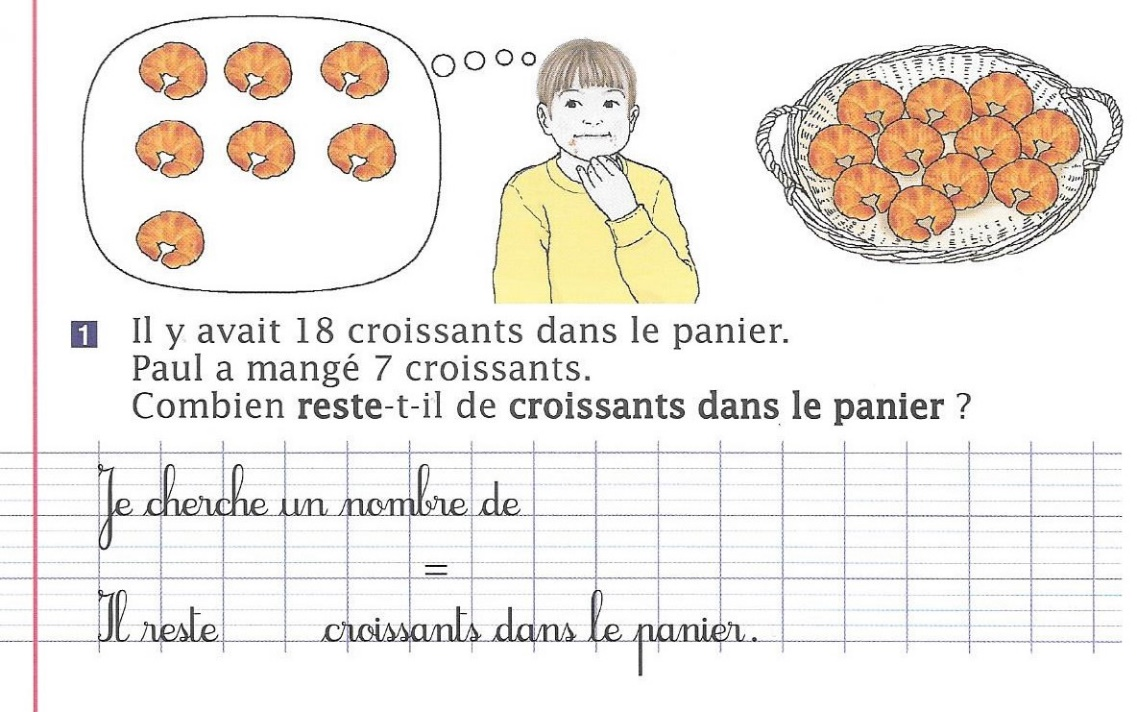 1 Il y avait 18 croissants dans le panier.
Paul a mangé 7 croissants.
Combien reste-t-il de croissants dans le panier ?
Je cherche un nombre de
=
Il reste croissants dans le panier.